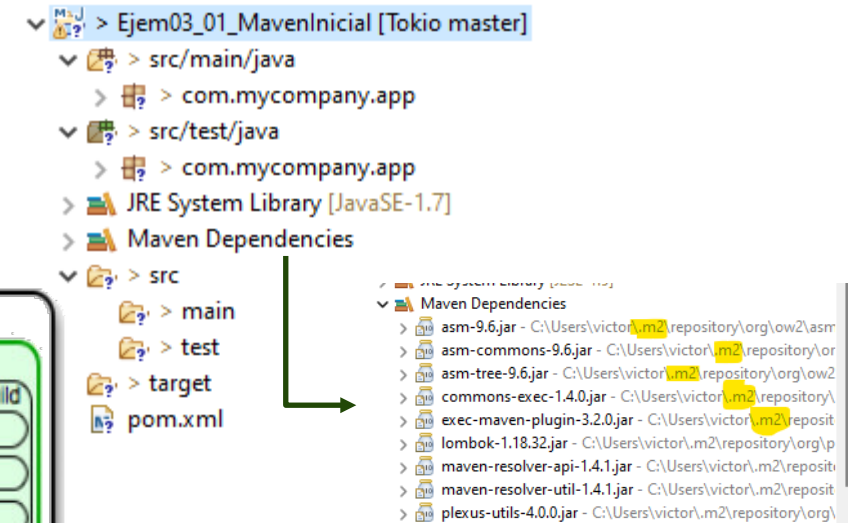 > Ejem03_01_MavenInicial [Tokio master]
> src/main/java
> com.mycompany.app
> src/test/java
> com.mycompany.app
JRE System Library [JavaSE-1.7]
Maven Dependencies
> src
> main
> test
> target
pom.xml
ild
Maven Dependencies
asm-9.6.jar - C:\Users\victor\.m2\repository\org\ow2\asm
asm-commons-9.6.jar - C:\Users\victor\.m2\repository\or
asm-tree-9.6.jar - C:\Users\victor\.m2\repository\org\ow2
commons-exec-1.4.0.jar - C:\Users\victor\.m2\repository\
exec-maven-plugin-3.2.0.jar - C:\Users\victor\.m2\reposit
lombok-1.18.32.jar - C:\Users\victor\.m2\repository\org\p
maven-resolver-api-1.4.1.jar - C:\Users\victor\.m2\reposit
maven-resolver-util-1.4.1.jar - C:\Users\victor\.m2\reposit
plexus-utils-4.0.0.jar - C:\Users\victor\.m2\repository\org\